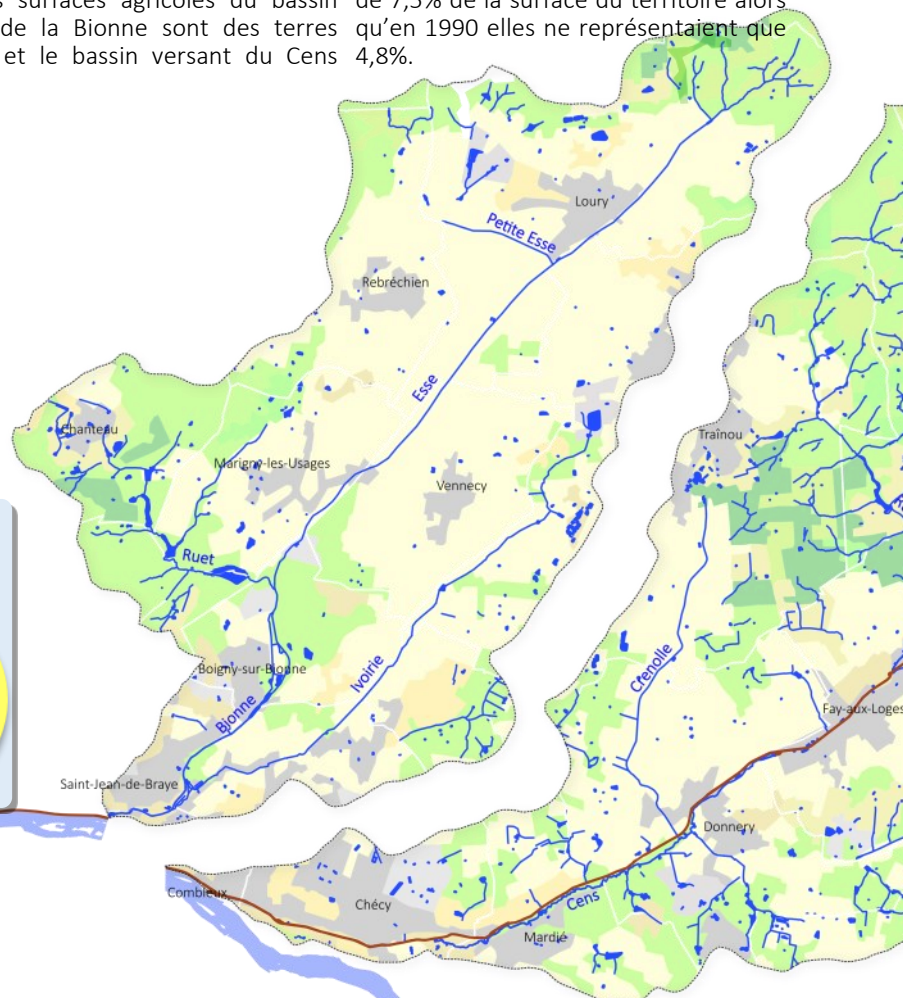 surfaces agricoles du bassin
de la Bionne sont des terres
et le bassin versant du Cens
de 7,5% de la surface du territoire alors
qu'en 1990 elles ne représentaient que
4,8%.
Loury
Petite Esse
Rebréchien
Esse
Chanteau
Marigny-les-Usages
Vennecy
Traînou
Ruet
Boigny-sur-Bionne
Ivoirie
Crenolle
Bionne
Fay-aux-Loges
Saint-Jean-de-Braye
Donnery
Combleux
Chécy
Cens
Mardié